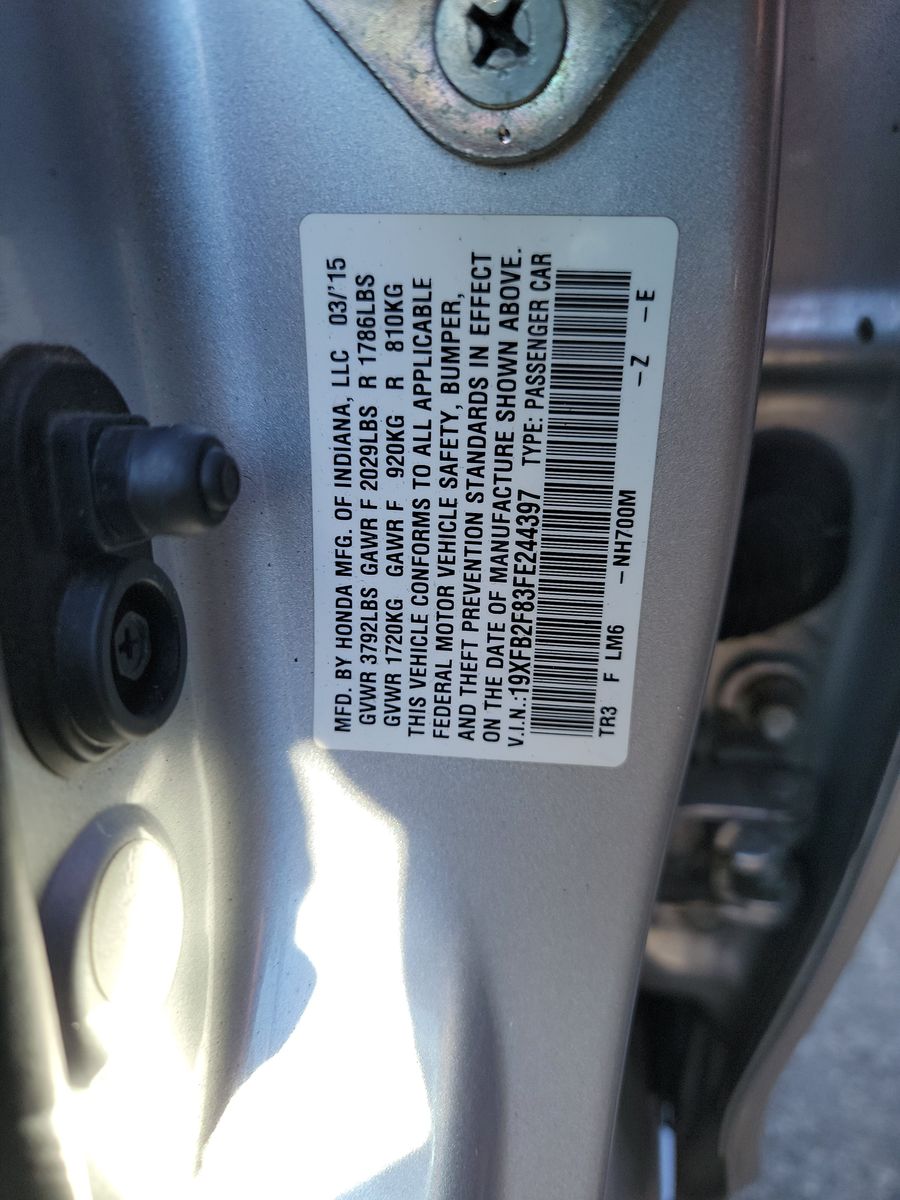 MFD. BY HONDA MFG. OF INDIANA, LLC 03/'15
GVWR 3792LBS GAWR F 2029LBS R 1786LBS
GVWR 1720KG GAWR F 920KG R 810KG
THIS VEHICLE CONFORMS TO ALL APPLICABLE
FEDERAL MOTOR VEHICLE SAFETY, BUMPER,
AND THEFT PREVENTION STANDARDS IN EFFECT
ON THE DATE OF MANUFACTURE SHOWN ABOVE.
V.I.N.:19XFB2F83FE244397 TYPE: PASSENGER CAR
TR3 F LM6 -NH700M -Z -E